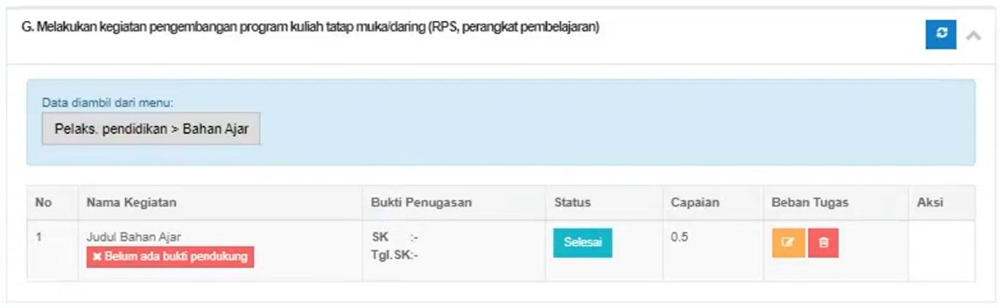 G. Melakukan kegiatan pengembangan program kuliah tatap muka/daring (RPS, perangkat pembelajaran)
Data diambil dari menu:
Pelaks. pendidikan > Bahan Ajar
No Nama Kegiatan Bukti Penugasan Status Capaian Beban Tugas Aksi
1 Judul Bahan Ajar SK :- Selesai 0.5
✖ Belum ada bukti pendukung Tgl.SK:-